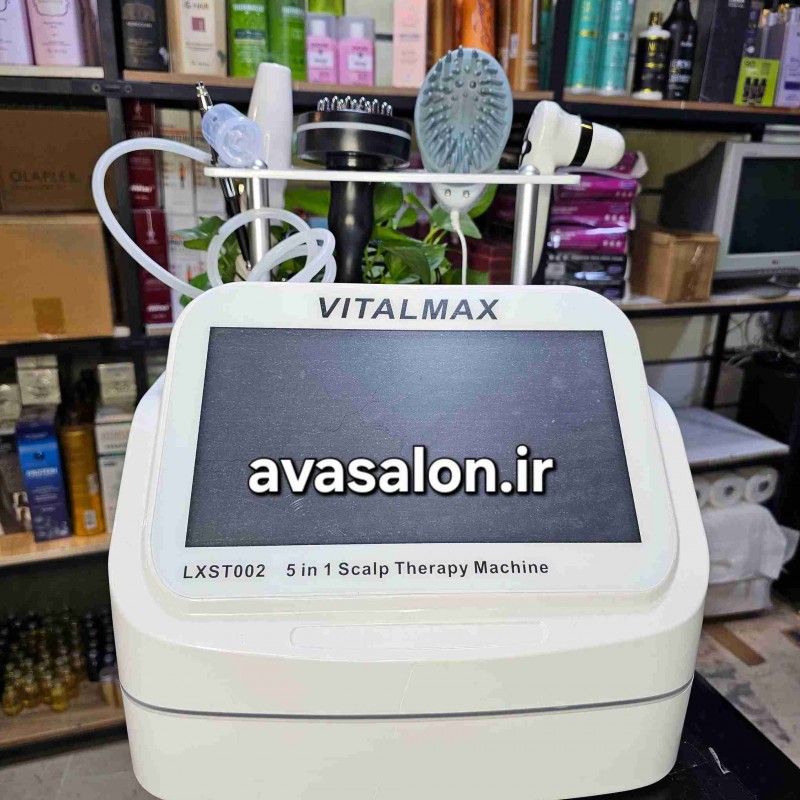 OLAPLEX
VITALMAX
avasalon.ir
LXST002 5 in 1 Scalp Therapy Machine